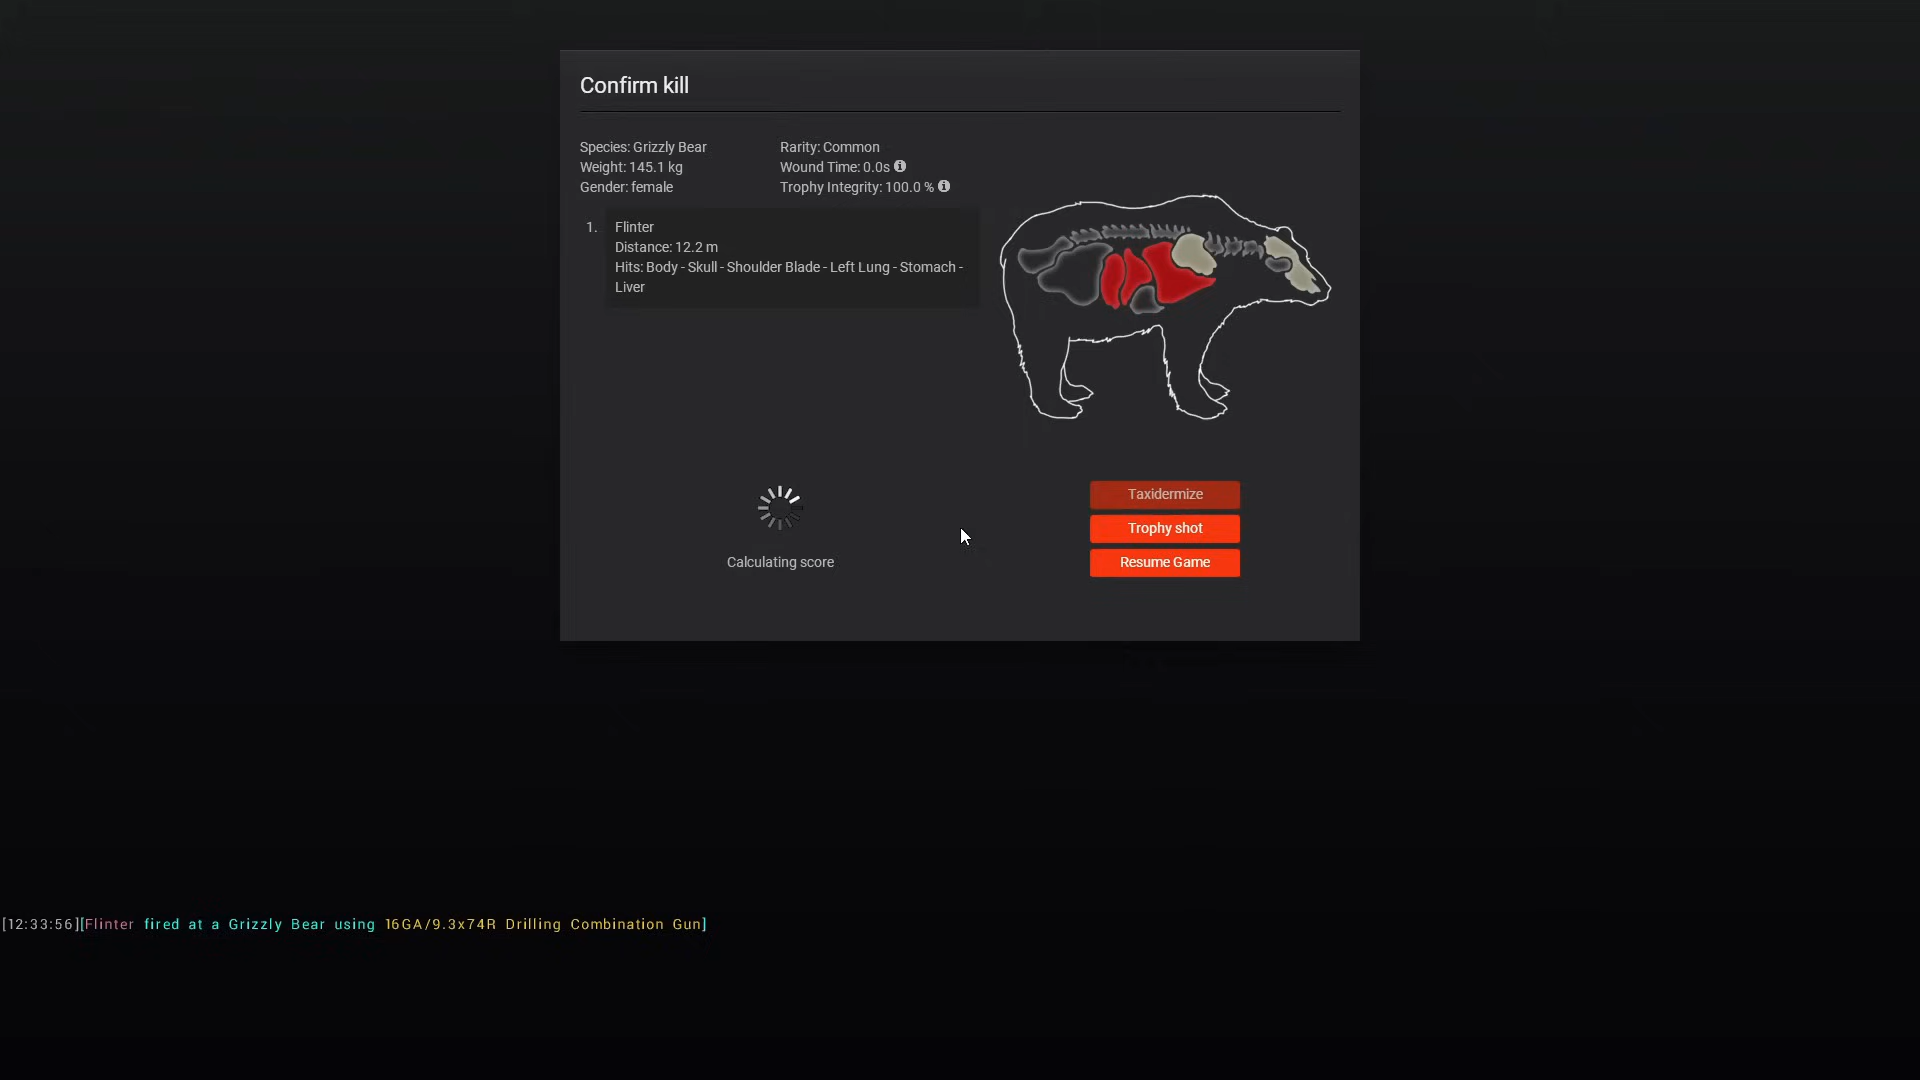 Confirm kill
Species: Grizzly Bear
Rarity: Common
Weight: 145.1 kg
Wound Time: 0.0s
Gender: female
Trophy Integrity: 100.0 %
1. Flinter
Distance: 12.2 m
Hits: Body - Skull - Shoulder Blade - Left Lung - Stomach -
Liver
Taxidermize
Trophy shot
Calculating score
Resume Game
[12:33:56][Flinter fired at a Grizzly Bear using 16GA/9.3x74R Drilling Combination Gun]